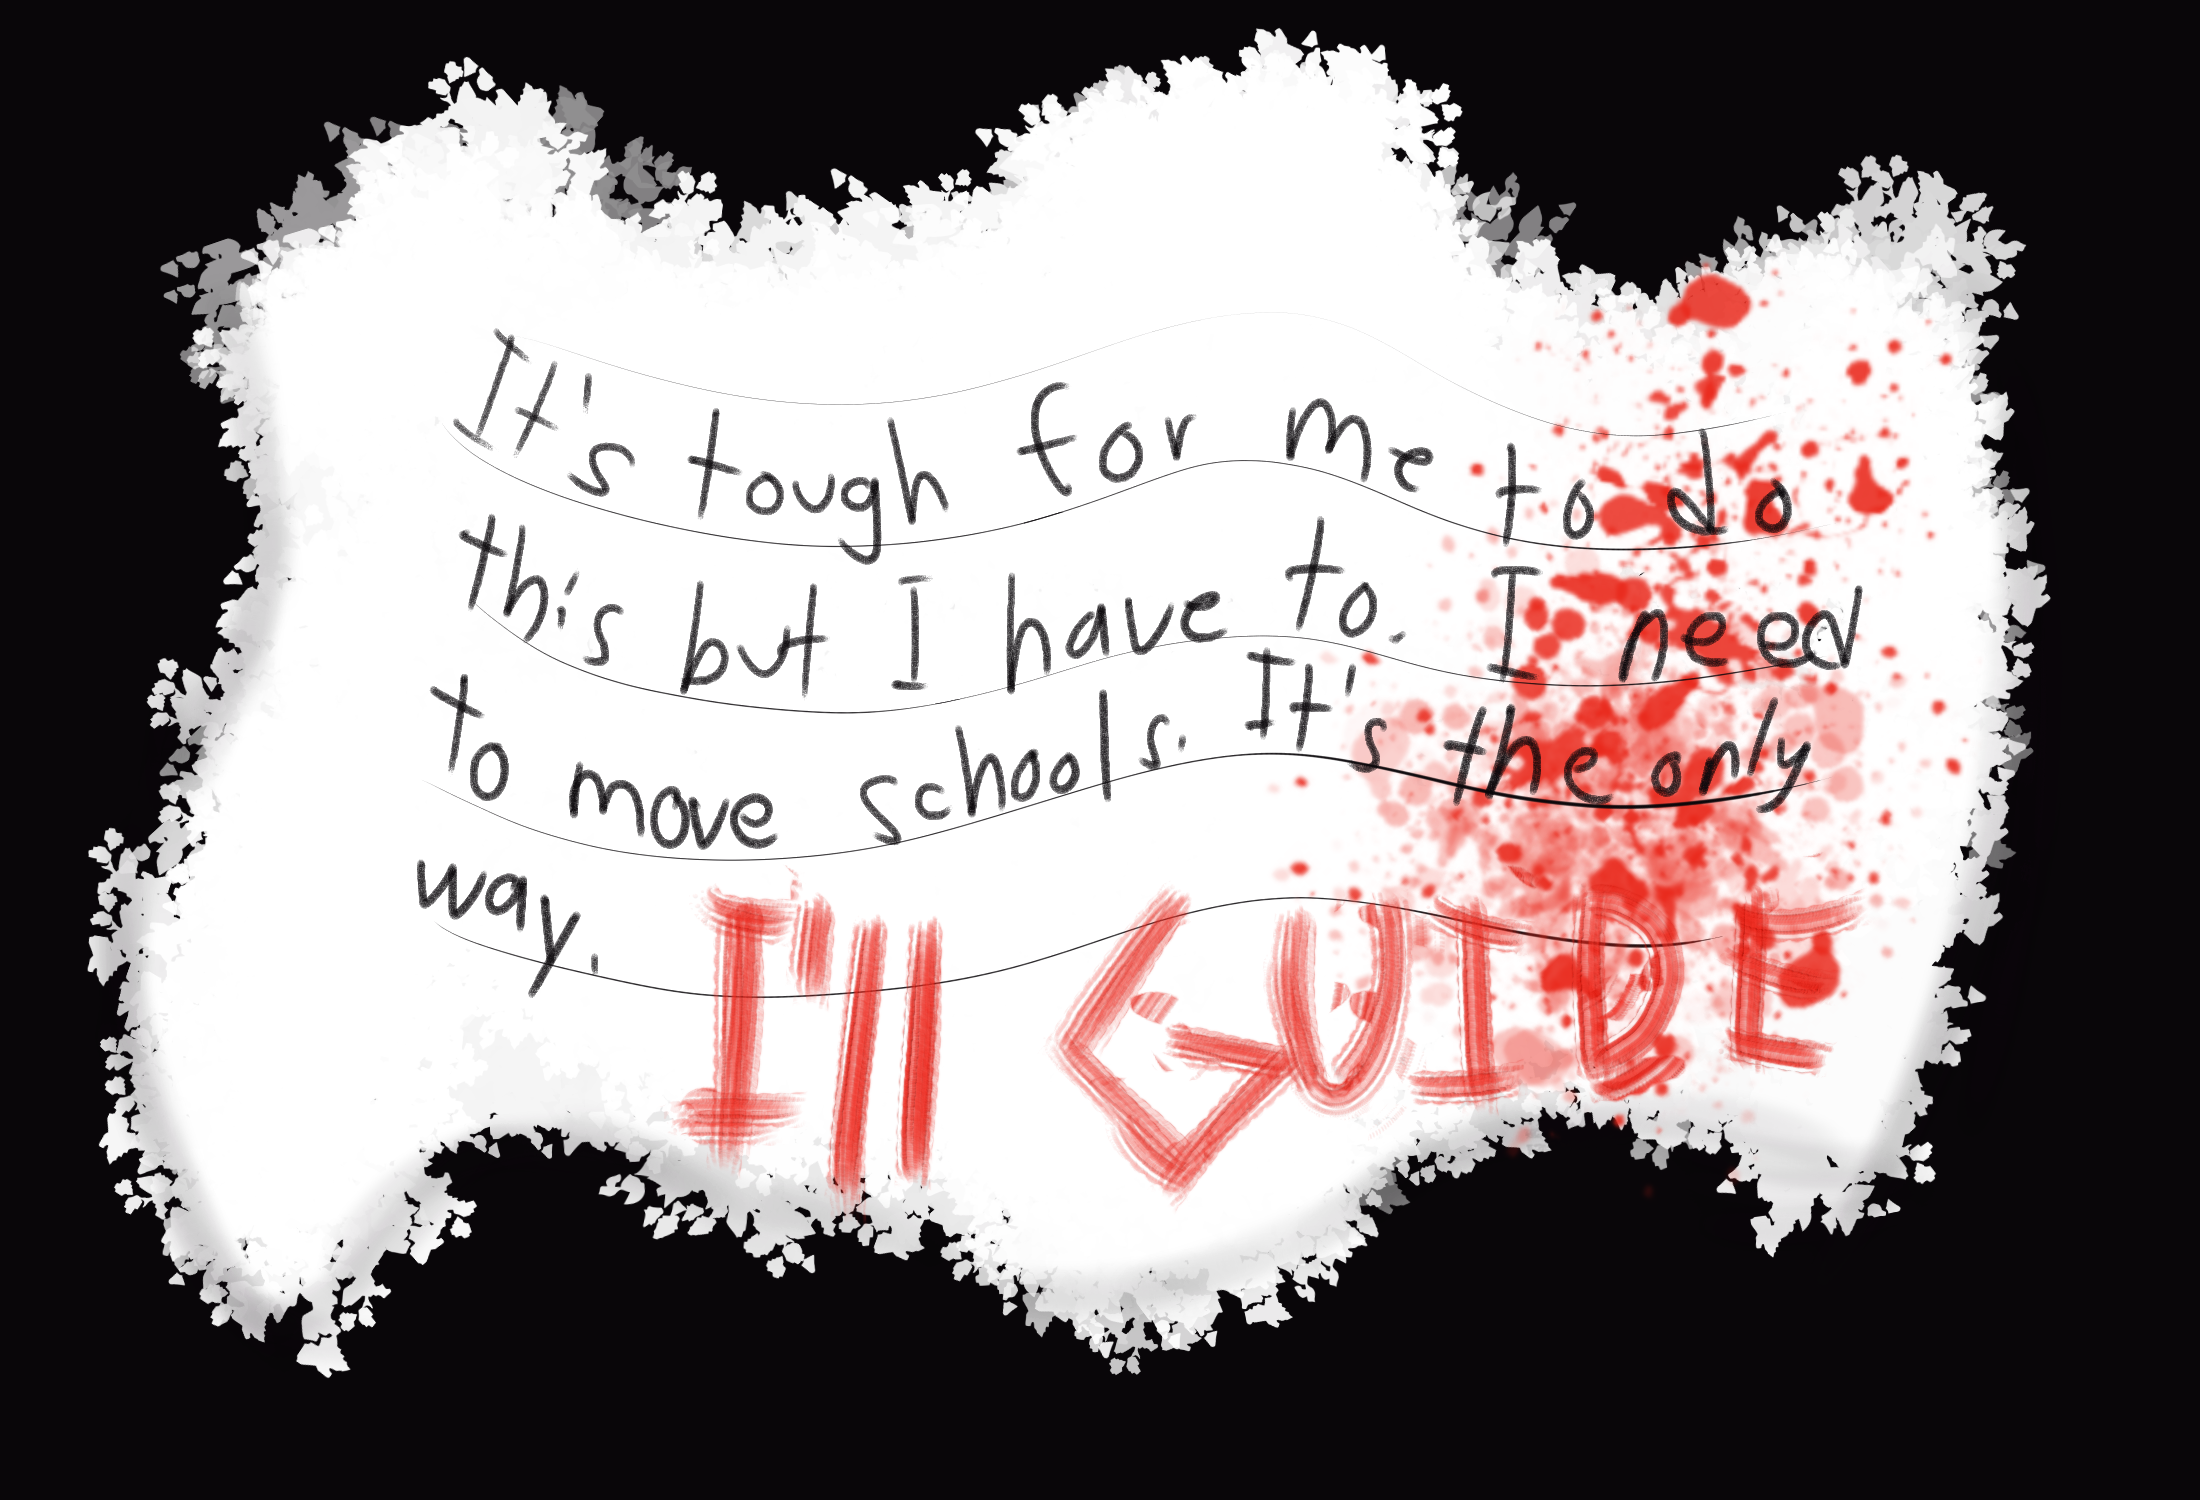 It's tough for me to do
this but I have to. I need
to move schools. It's the only
way.
I'll GUIDE